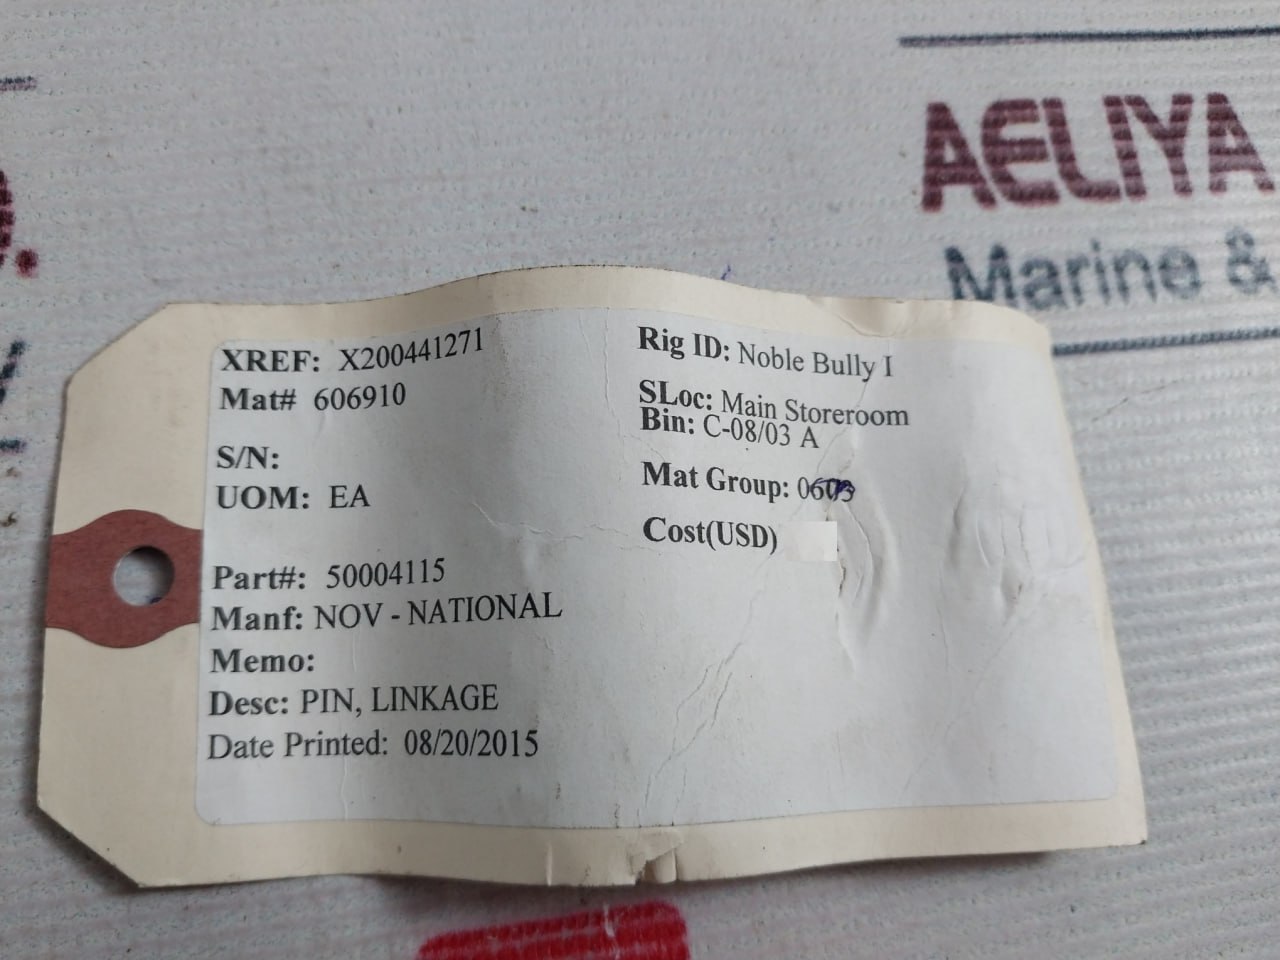 AELIYA
Marine &
XREF: X200441271
Mat# 606910
S/N:
UOM: EA
Part#: 50004115
Manf: NOV - NATIONAL
Memo:
Desc: PIN, LINKAGE
Date Printed: 08/20/2015
Rig ID: Noble Bully I
SLoc: Main Storeroom
Bin: C-08/03 A
Mat Group:
Cost(USD)